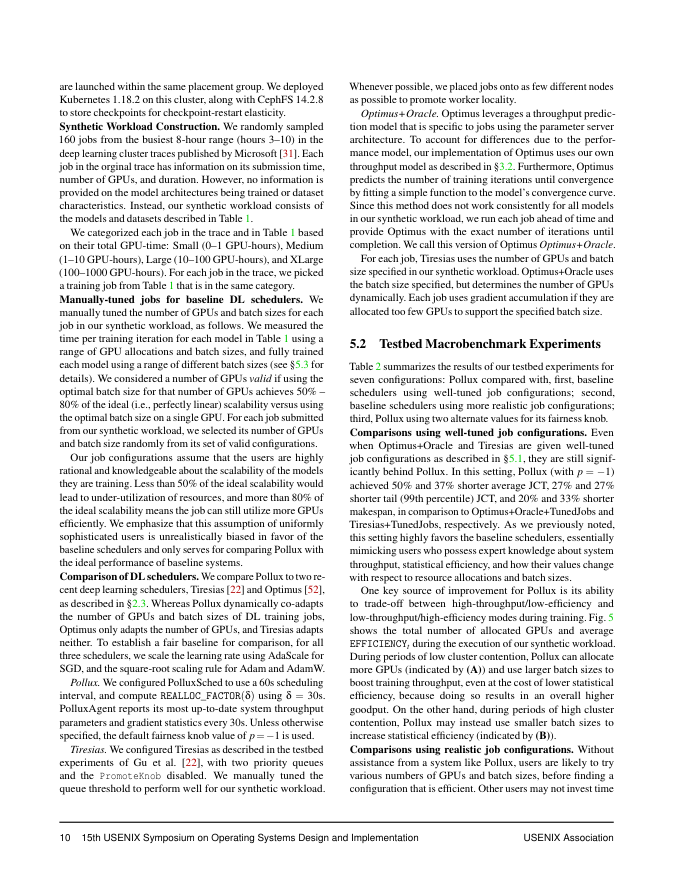 are launched within the same placement group. We deployed
Kubernetes 1.18.2 on this cluster, along with CephFS 14.2.8
to store checkpoints for checkpoint-restart elasticity.
Synthetic Workload Construction. We randomly sampled
160 jobs from the busiest 8-hour range (hours 3–10) in the
deep learning cluster traces published by Microsoft [31]. Each
job in the orginal trace has information on its submission time,
number of GPUs, and duration. However, no information is
provided on the model architectures being trained or dataset
characteristics. Instead, our synthetic workload consists of
the models and datasets described in Table 1.
We categorized each job in the trace and in Table 1 based
on their total GPU-time: Small (0–1 GPU-hours), Medium
(1–10 GPU-hours), Large (10–100 GPU-hours), and XLarge
(100–1000 GPU-hours). For each job in the trace, we picked
a training job from Table 1 that is in the same category.
Manually-tuned jobs for baseline DL schedulers. We
manually tuned the number of GPUs and batch sizes for each
job in our synthetic workload, as follows. We measured the
time per training iteration for each model in Table 1 using a
range of GPU allocations and batch sizes, and fully trained
each model using a range of different batch sizes (see §5.3 for
details). We considered a number of GPUs valid if using the
optimal batch size for that number of GPUs achieves 50% –
80% of the ideal (i.e., perfectly linear) scalability versus using
the optimal batch size on a single GPU. For each job submitted
from our synthetic workload, we selected its number of GPUs
and batch size randomly from its set of valid configurations.
Our job configurations assume that the users are highly
rational and knowledgeable about the scalability of the models
they are training. Less than 50% of the ideal scalability would
lead to under-utilization of resources, and more than 80% of
the ideal scalability means the job can still utilize more GPUs
efficiently. We emphasize that this assumption of uniformly
sophisticated users is unrealistically biased in favor of the
baseline schedulers and only serves for comparing Pollux with
the ideal performance of baseline systems.
Comparison of DL schedulers. We compare Pollux to two re-
cent deep learning schedulers, Tiresias [22] and Optimus [52],
as described in §2.3. Whereas Pollux dynamically co-adapts
the number of GPUs and batch sizes of DL training jobs,
Optimus only adapts the number of GPUs, and Tiresias adapts
neither. To establish a fair baseline for comparison, for all
three schedulers, we scale the learning rate using AdaScale for
SGD, and the square-root scaling rule for Adam and AdamW.
Pollux. We configured PolluxSched to use a 60s scheduling
interval, and compute REALLOC_FACTOR(δ) using δ = 30s.
PolluxAgent reports its most up-to-date system throughput
parameters and gradient statistics every 30s. Unless otherwise
specified, the default fairness knob value of p = −1 is used.
Tiresias. We configured Tiresias as described in the testbed
experiments of Gu et al. [22], with two priority queues
and the PromoteKnob disabled. We manually tuned the
queue threshold to perform well for our synthetic workload.
Whenever possible, we placed jobs onto as few different nodes
as possible to promote worker locality.
Optimus+Oracle. Optimus leverages a throughput predic-
tion model that is specific to jobs using the parameter server
architecture. To account for differences due to the perfor-
mance model, our implementation of Optimus uses our own
throughput model as described in §3.2. Furthermore, Optimus
predicts the number of training iterations until convergence
by fitting a simple function to the model's convergence curve.
Since this method does not work consistently for all models
in our synthetic workload, we run each job ahead of time and
provide Optimus with the exact number of iterations until
completion. We call this version of Optimus Optimus+Oracle.
For each job, Tiresias uses the number of GPUs and batch
size specified in our synthetic workload. Optimus+Oracle uses
the batch size specified, but determines the number of GPUs
dynamically. Each job uses gradient accumulation if they are
allocated too few GPUs to support the specified batch size.
5.2 Testbed Macrobenchmark Experiments
Table 2 summarizes the results of our testbed experiments for
seven configurations: Pollux compared with, first, baseline
schedulers using well-tuned job configurations; second,
baseline schedulers using more realistic job configurations;
third, Pollux using two alternate values for its fairness knob.
Comparisons using well-tuned job configurations. Even
when Optimus+Oracle and Tiresias are given well-tuned
job configurations as described in §5.1, they are still signif-
icantly behind Pollux. In this setting, Pollux (with p = −1)
achieved 50% and 37% shorter average JCT, 27% and 27%
shorter tail (99th percentile) JCT, and 20% and 33% shorter
makespan, in comparison to Optimus+Oracle+TunedJobs and
Tiresias+TunedJobs, respectively. As we previously noted,
this setting highly favors the baseline schedulers, essentially
mimicking users who possess expert knowledge about system
throughput, statistical efficiency, and how their values change
with respect to resource allocations and batch sizes.
One key source of improvement for Pollux is its ability
to trade-off between high-throughput/low-efficiency and
low-throughput/high-efficiency modes during training. Fig. 5
shows the total number of allocated GPUs and average
EFFICIENCYt during the execution of our synthetic workload.
During periods of low cluster contention, Pollux can allocate
more GPUs (indicated by (A)) and use larger batch sizes to
boost training throughput, even at the cost of lower statistical
efficiency, because doing so results in an overall higher
goodput. On the other hand, during periods of high cluster
contention, Pollux may instead use smaller batch sizes to
increase statistical efficiency (indicated by (B)).
Comparisons using realistic job configurations. Without
assistance from a system like Pollux, users are likely to try
various numbers of GPUs and batch sizes, before finding a
configuration that is efficient. Other users may not invest time
10 15th USENIX Symposium on Operating Systems Design and Implementation
USENIX Association